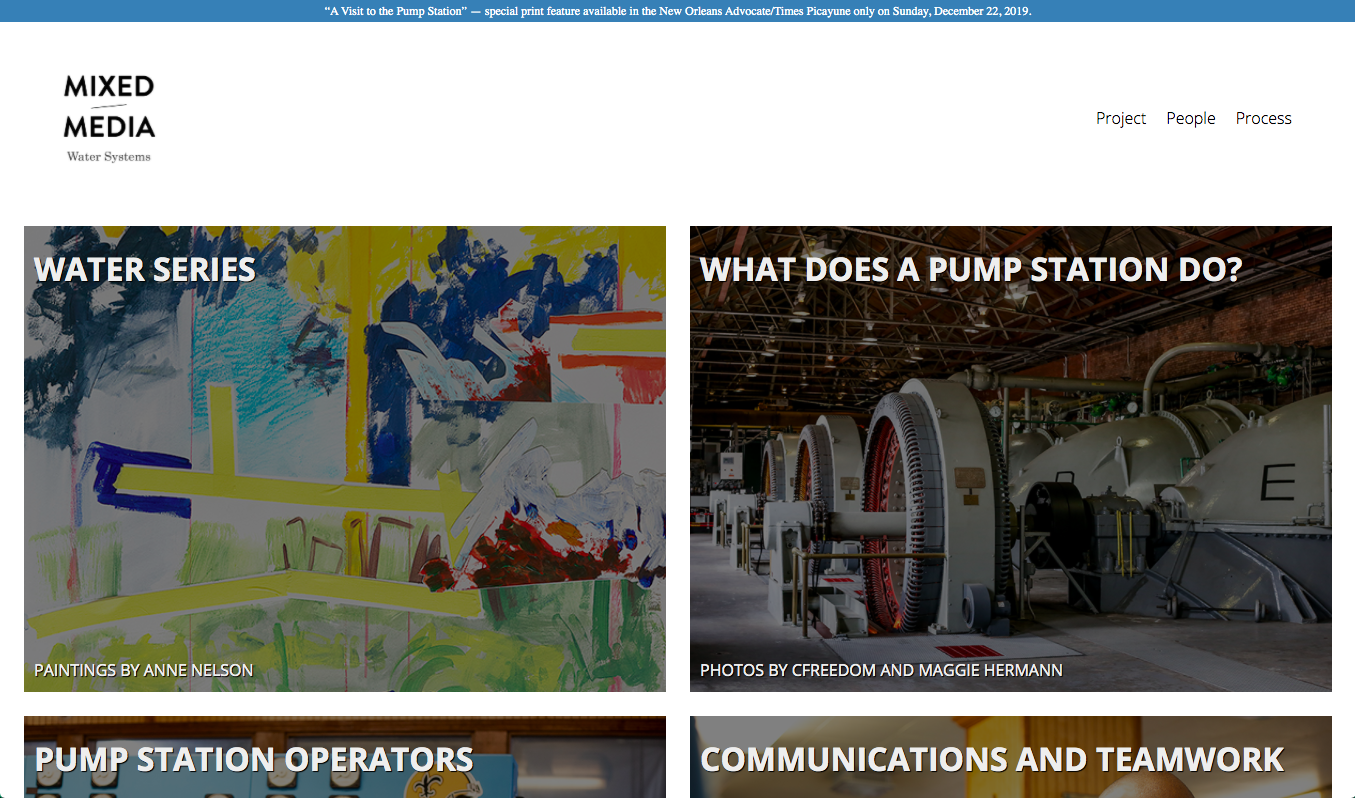 “A Visit to the Pump Station” — special print feature available in the New Orleans Advocate/Times Picayune only on Sunday, December 22, 2019.
MIXED
MEDIA
Water Systems
Project People Process
WATER SERIES
PAINTINGS BY ANNE NELSON
WHAT DOES A PUMP STATION DO?
E
PHOTOS BY CFREEDOM AND MAGGIE HERMANN
PUMP STATION OPERATORS
COMMUNICATIONS AND TEAMWORK